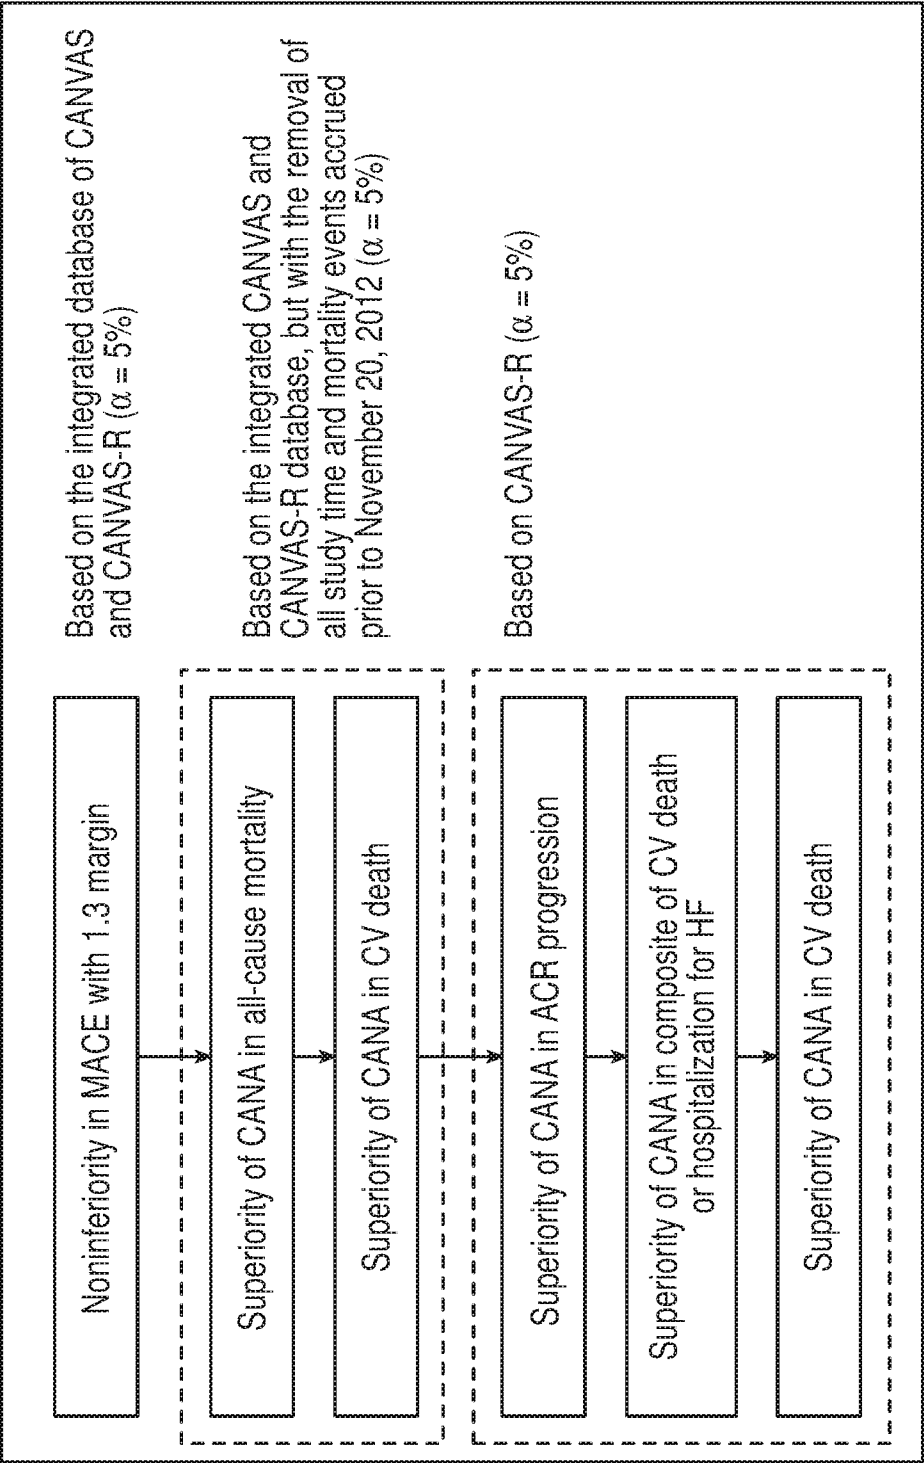 Noninferiority in MACE with 1.3 margin
Based on the integrated database of CANVAS
and CANVAS-R (α = 5%)
Superiority of CANA in all-cause mortality
Superiority of CANA in CV death
Based on the integrated CANVAS and
CANVAS-R database, but with the removal of
all study time and mortality events accrued
prior to November 20, 2012 (α = 5%)
Superiority of CANA in ACR progression
Superiority of CANA in composite of CV death
or hospitalization for HF
Superiority of CANA in CV death
Based on CANVAS-R (α = 5%)